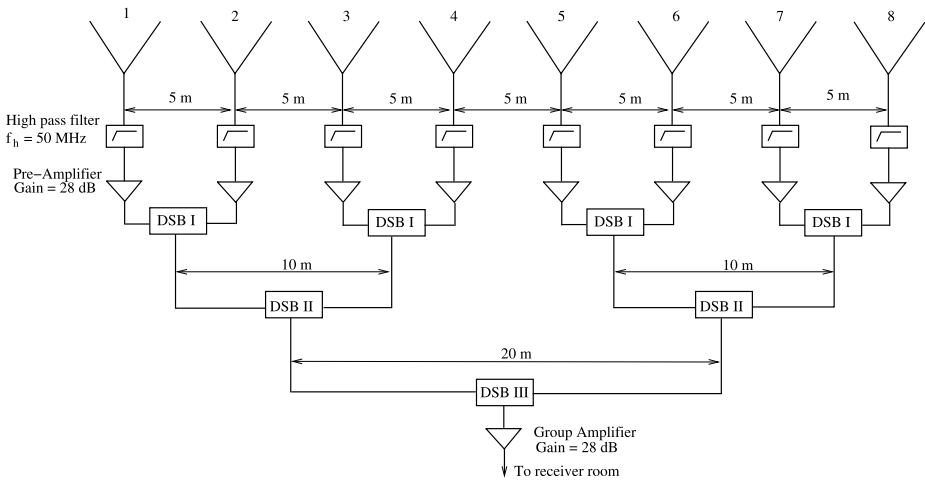 1 2 3 4 5 6 7 8
5 m 5 m 5 m 5 m 5 m 5 m 5 m
High pass filter
f h = 50 MHz
Pre-Amplifier
Gain = 28 dB
DSB I DSB I DSB I DSB I
10 m 10 m
DSB II DSB II
20 m
DSB III
Group Amplifier
Gain = 28 dB
To receiver room